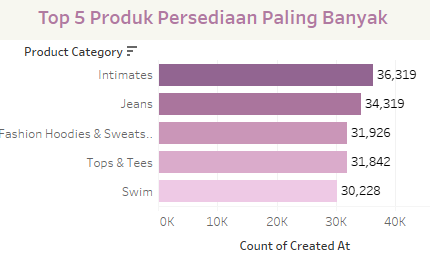 Top 5 Produk Persediaan Paling Banyak
Product Category
Intimates 36,319
Jeans 34,319
Fashion Hoodies & Sweats.. 31,926
Tops & Tees 31,842
Swim 30,228
0K 10K 20K 30K 40K
Count of Created At